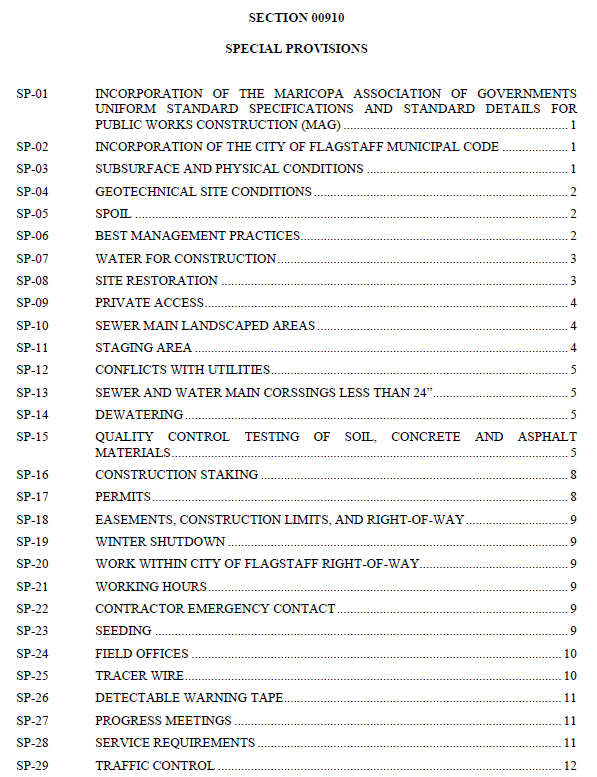 SECTION 00910
SPECIAL PROVISIONS
SP-01 INCORPORATION OF THE MARICOPA ASSOCIATION OF GOVERNMENTS
UNIFORM STANDARD SPECIFICATIONS AND STANDARD DETAILS FOR
PUBLIC WORKS CONSTRUCTION (MAG) ........ 1
SP-02 INCORPORATION OF THE CITY OF FLAGSTAFF MUNICIPAL CODE ........ 1
SP-03 SUBSURFACE AND PHYSICAL CONDITIONS ........ 1
SP-04 GEOTECHNICAL SITE CONDITIONS ........ 2
SP-05 SPOIL ........ 2
SP-06 BEST MANAGEMENT PRACTICES ........ 2
SP-07 WATER FOR CONSTRUCTION ........ 3
SP-08 SITE RESTORATION ........ 3
SP-09 PRIVATE ACCESS ........ 4
SP-10 SEWER MAIN LANDSCAPED AREAS ........ 4
SP-11 STAGING AREA ........ 4
SP-12 CONFLICTS WITH UTILITIES ........ 5
SP-13 SEWER AND WATER MAIN CORSSINGS LESS THAN 24” ........ 5
SP-14 DEWATERING ........ 5
SP-15 QUALITY CONTROL TESTING OF SOIL, CONCRETE AND ASPHALT
MATERIALS ........ 5
SP-16 CONSTRUCTION STAKING ........ 8
SP-17 PERMITS ........ 8
SP-18 EASEMENTS, CONSTRUCTION LIMITS, AND RIGHT-OF-WAY ........ 9
SP-19 WINTER SHUTDOWN ........ 9
SP-20 WORK WITHIN CITY OF FLAGSTAFF RIGHT-OF-WAY ........ 9
SP-21 WORKING HOURS ........ 9
SP-22 CONTRACTOR EMERGENCY CONTACT ........ 9
SP-23 SEEDING ........ 9
SP-24 FIELD OFFICES ........ 10
SP-25 TRACER WIRE ........ 10
SP-26 DETECTABLE WARNING TAPE ........ 11
SP-27 PROGRESS MEETINGS ........ 11
SP-28 SERVICE REQUIREMENTS ........ 11
SP-29 TRAFFIC CONTROL ........ 12